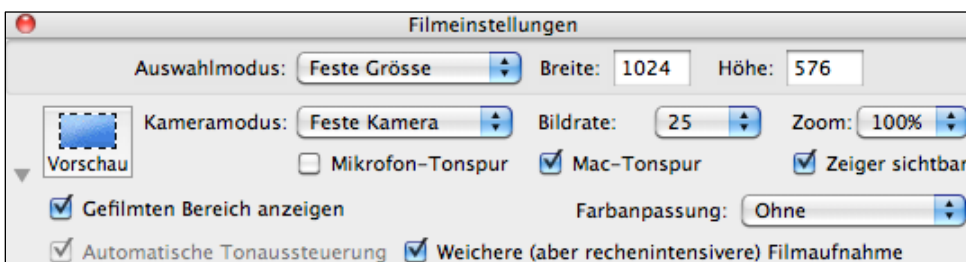 Filmeinstellungen
Auswahlmodus: Feste Grösse Breite: 1024 Höhe: 576
Kameramodus: Feste Kamera Bildrate: 25 Zoom: 100%
Vorschau Mikrofon-Tonspur Mac-Tonspur Zeiger sichtbar
Gefilmten Bereich anzeigen Farbanpassung: Ohne
Automatische Tonaussteuerung Weichere (aber rechenintensivere) Filmaufnahme